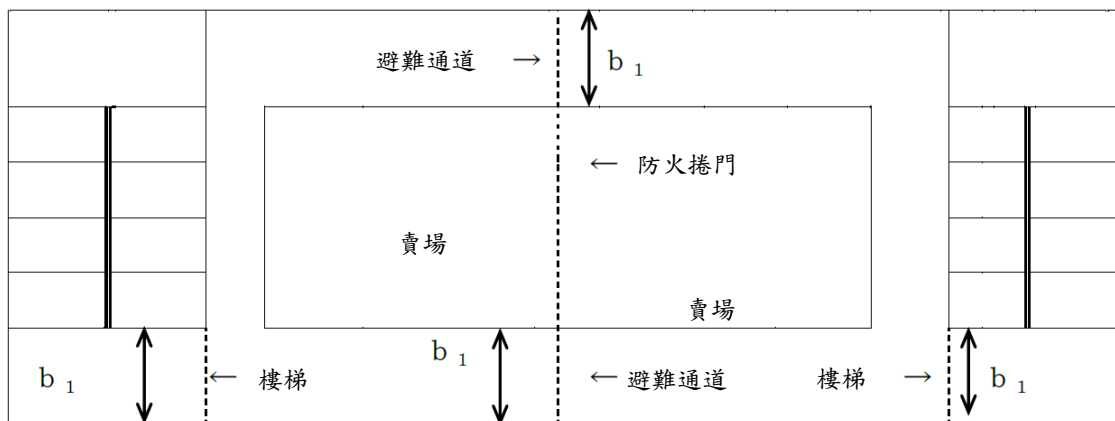 避難通道 → b 1
← 防火捲門
賣場
賣場
b 1 ← 樓梯 b 1 ← 避難通道 樓梯 → b 1